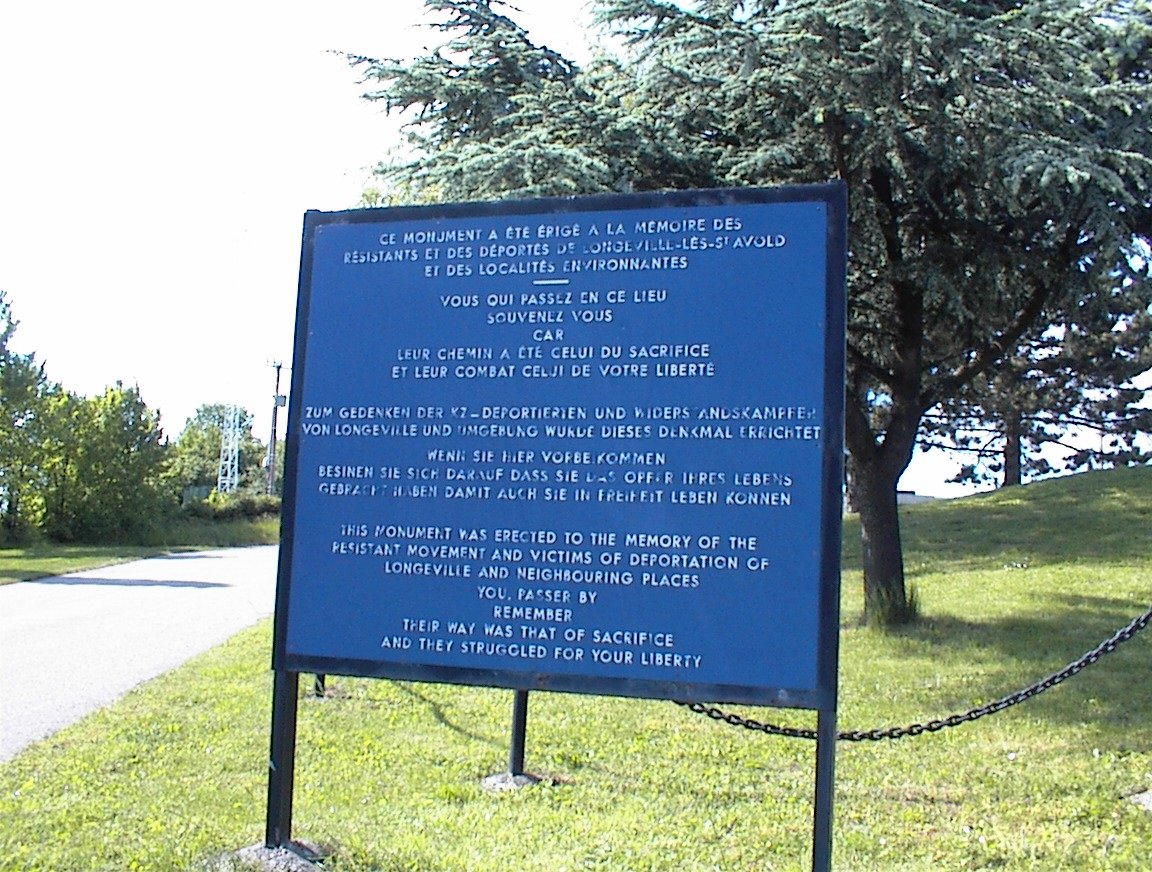 CE MONUMENT A ÉTÉ ÉRIGÉ A LA MÉMOIRE DES
RÉSISTANTS ET DES DÉPORTÉS DE LONGEVILLE-LÈS-ST AVOLD
ET DES LOCALITÉS ENVIRONNANTES
VOUS QUI PASSEZ EN CE LIEU
SOUVENEZ VOUS
CAR
LEUR CHEMIN A ÉTÉ CELUI DU SACRIFICE
ET LEUR COMBAT CELUI DE VOTRE LIBERTÉ
ZUM GEDENKEN DER KZ-DEPORTIERTEN UND WIDERSTANDSKAMPFER
VON LONGEVILLE UND UMGEBUNG WURDE DIESES DENKMAL ERRICHTET
WENN SIE HIER VORBEIKOMMEN
BESINEN SIE SICH DARAUF DASS SIE DAS OPFER IHRES LEBENS
GEBRACHT HABEN DAMIT AUCH SIE IN FREIHEIT LEBEN KONNEN
THIS MONUMENT WAS ERECTED TO THE MEMORY OF THE
RESISTANT MOVEMENT AND VICTIMS OF DEPORTATION OF
LONGEVILLE AND NEIGHBOURING PLACES
YOU, PASSER BY
REMEMBER
THEIR WAY WAS THAT OF SACRIFICE
AND THEY STRUGGLED FOR YOUR LIBERTY